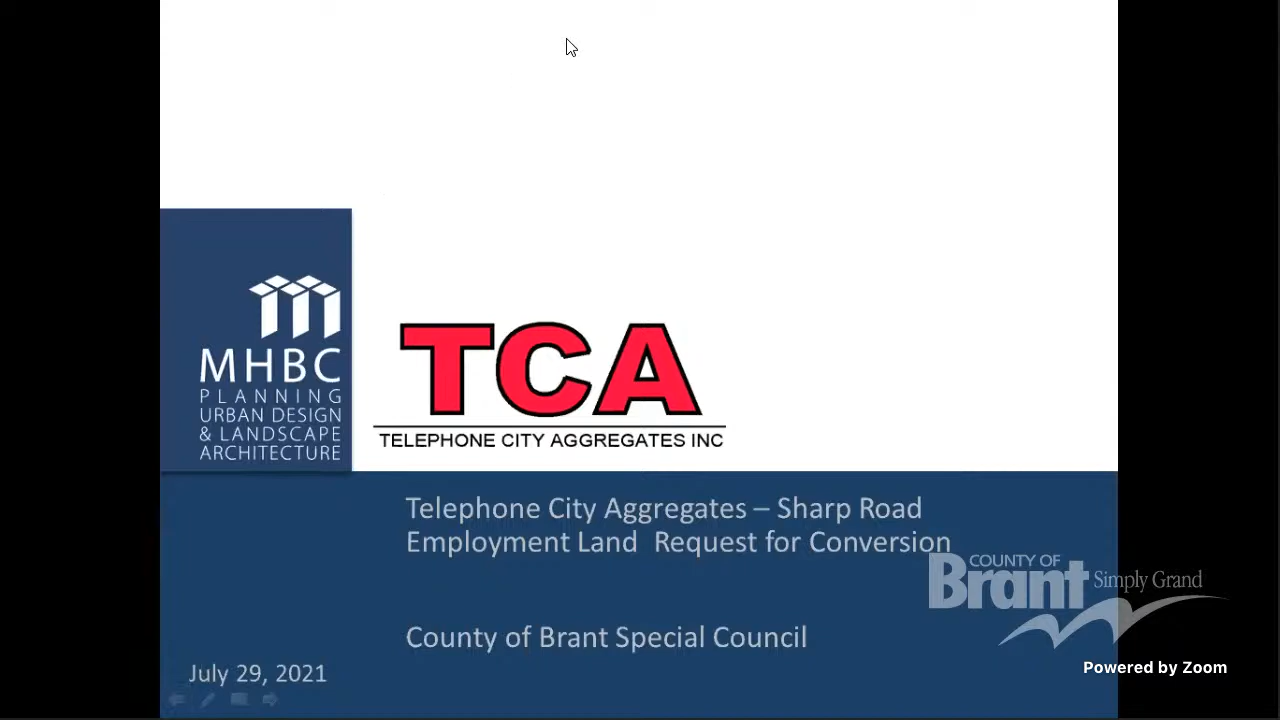 MHBC
PLANNING
URBAN DESIGN
& LANDSCAPE
ARCHITECTURE
TCA
TELEPHONE CITY AGGREGATES INC
Telephone City Aggregates – Sharp Road
Employment Land Request for Conversion
County of Brant Special Council
July 29, 2021
COUNTY OF
Brant Simply Grand
Powered by Zoom